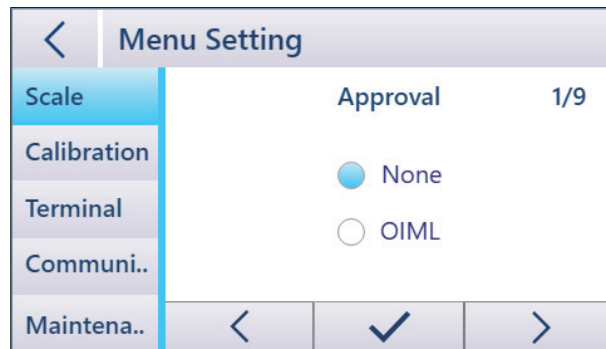 Menu Setting
Scale
Approval 1/9
Calibration
None
Terminal
OIML
Communi..
Maintena..